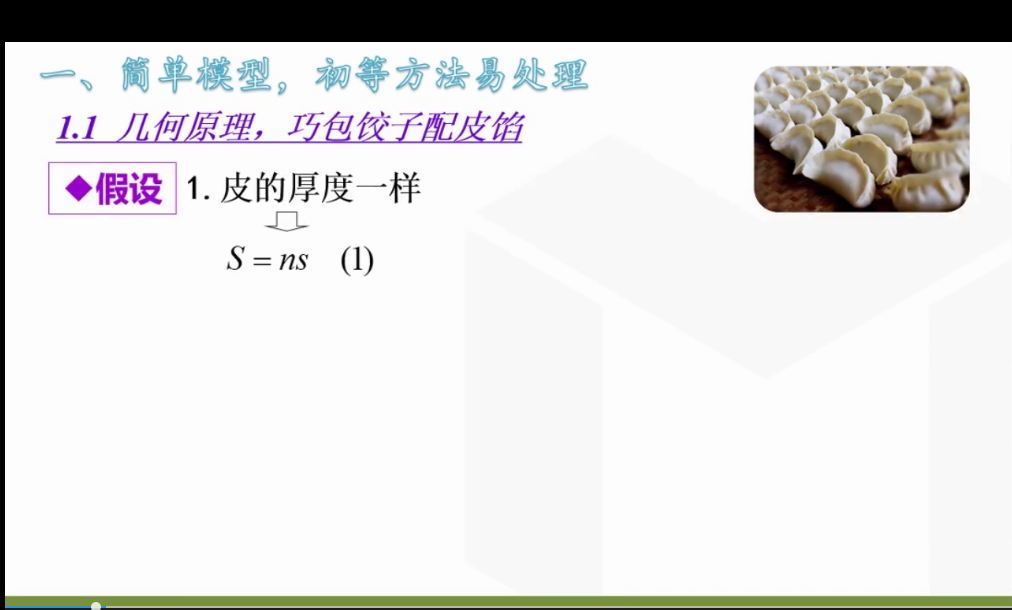 一、简单模型，初等方法易处理
1.1 几何原理，巧包饺子配皮馅
◆假设 1. 皮的厚度一样
S = ns (1)